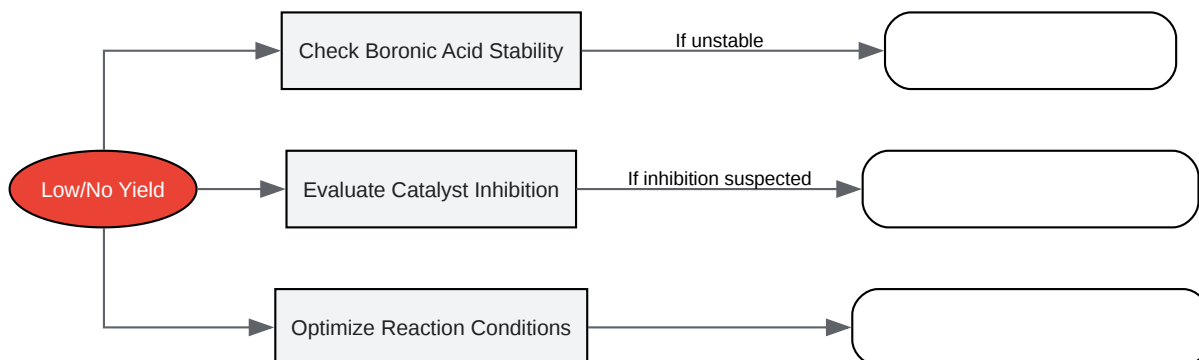 Check Boronic Acid Stability
If unstable
Low/No Yield
Evaluate Catalyst Inhibition
If inhibition suspected
Optimize Reaction Conditions